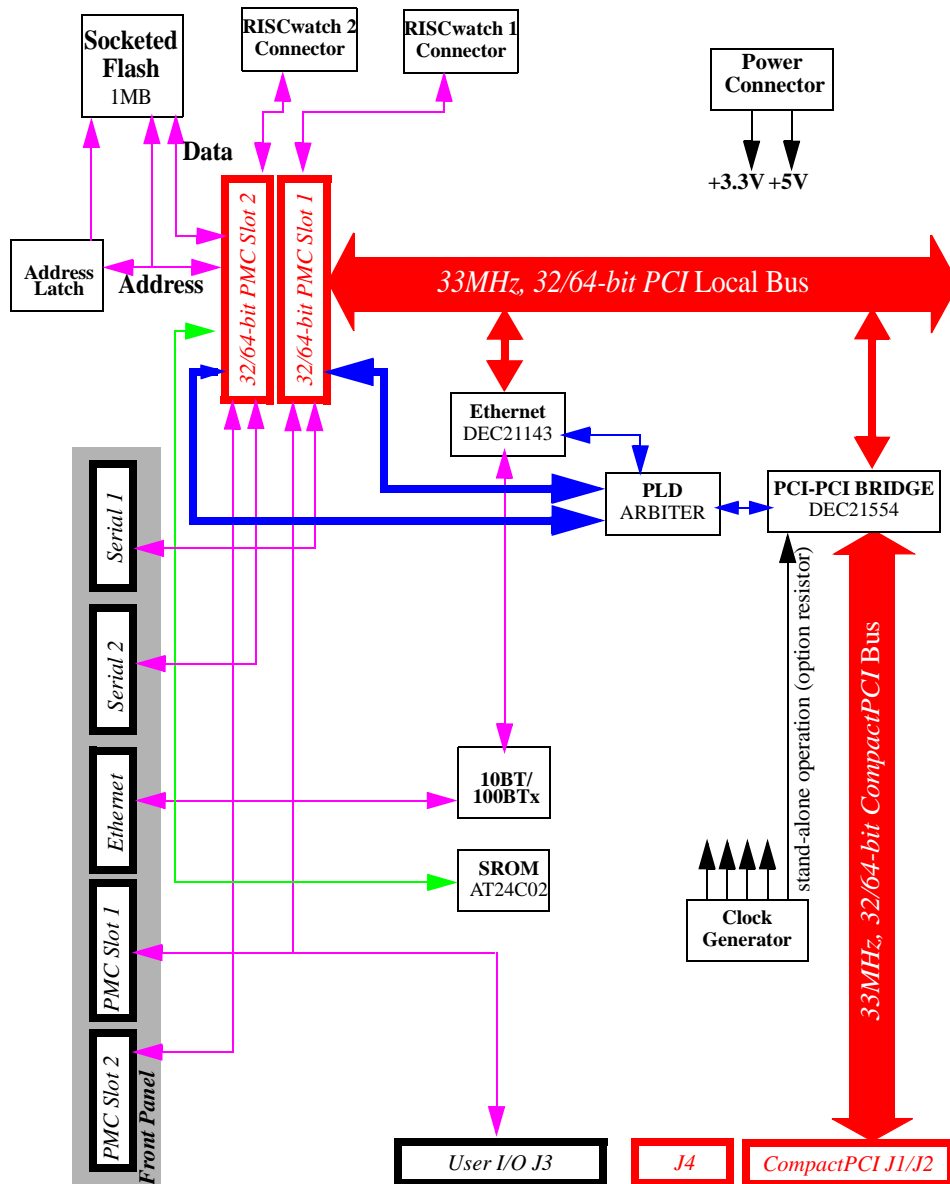 RISCwatch 2
Connector
RISCwatch 1
Connector
Socketed
Flash
1MB
Power
Connector
Data
+3.3V +5V
32/64-bit PMC Slot 2
32/64-bit PMC Slot 1
Address
Latch
Address
33MHz, 32/64-bit PCI Local Bus
Ethernet
DEC21143
PLD
ARBITER
PCI-PCI BRIDGE
DEC21554
Serial 1
Serial 2
Ethernet
PMC Slot 1
PMC Slot 2
Front Panel
stand-alone operation (option resistor)
33MHz, 32/64-bit CompactPCI Bus
10BT/
100BTx
SROM
AT24C02
Clock
Generator
User I/O J3
J4
CompactPCI J1/J2